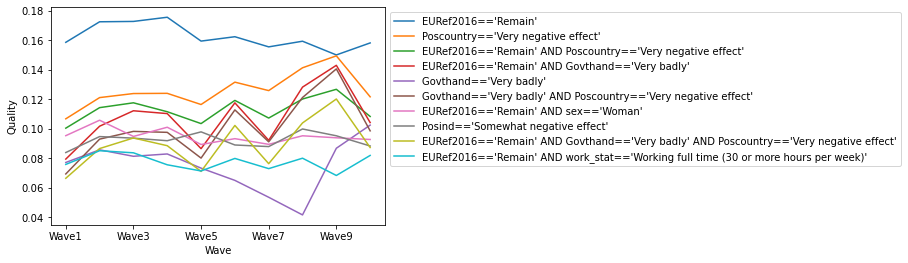 0.18
0.16
0.14
0.12
0.10
0.08
0.06
0.04
Quality
Wave1 Wave3 Wave5 Wave7 Wave9
Wave
EURef2016=='Remain'
Poscountry=='Very negative effect'
EURef2016=='Remain' AND Poscountry=='Very negative effect'
EURef2016=='Remain' AND Govthand=='Very badly'
Govthand=='Very badly'
Govthand=='Very badly' AND Poscountry=='Very negative effect'
EURef2016=='Remain' AND sex=='Woman'
Posind=='Somewhat negative effect'
EURef2016=='Remain' AND Govthand=='Very badly' AND Poscountry=='Very negative effect'
EURef2016=='Remain' AND work_stat=='Working full time (30 or more hours per week)'